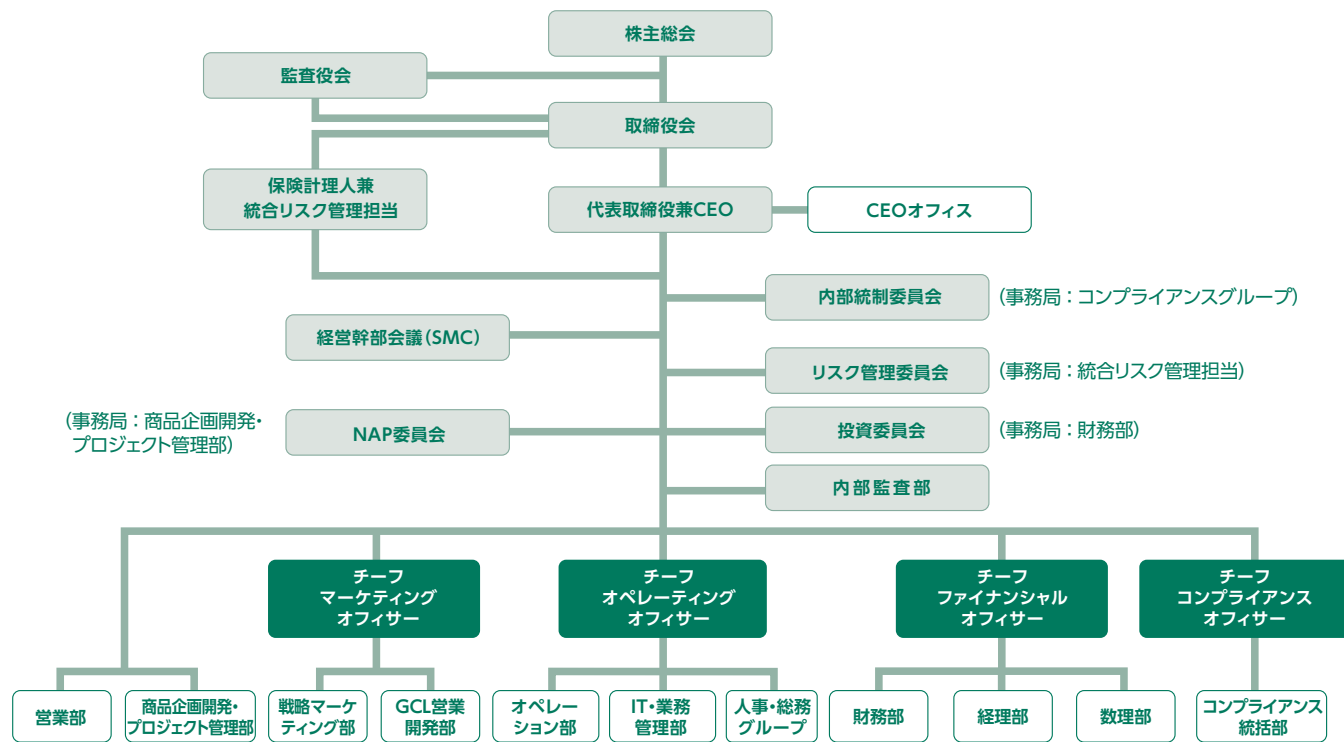 株主総会
監査役会
取締役会
保険計理人兼
統合リスク管理担当
代表取締役兼CEO
CEOオフィス
内部統制委員会
(事務局：コンプライアンスグループ)
経営幹部会議(SMC)
リスク管理委員会
(事務局：統合リスク管理担当)
(事務局：商品企画開発・
プロジェクト管理部)
NAP委員会
投資委員会
(事務局：財務部)
内部監査部
チーフ
マーケティング
オフィサー
チーフ
オペレーティング
オフィサー
チーフ
ファイナンシャル
オフィサー
チーフ
コンプライアンス
オフィサー
営業部
商品企画開発・
プロジェクト管理部
戦略マーケ
ティング部
GCL営業
開発部
オペレー
ション部
IT・業務
管理部
人事・総務
グループ
財務部
経理部
数理部
コンプライアンス
統括部